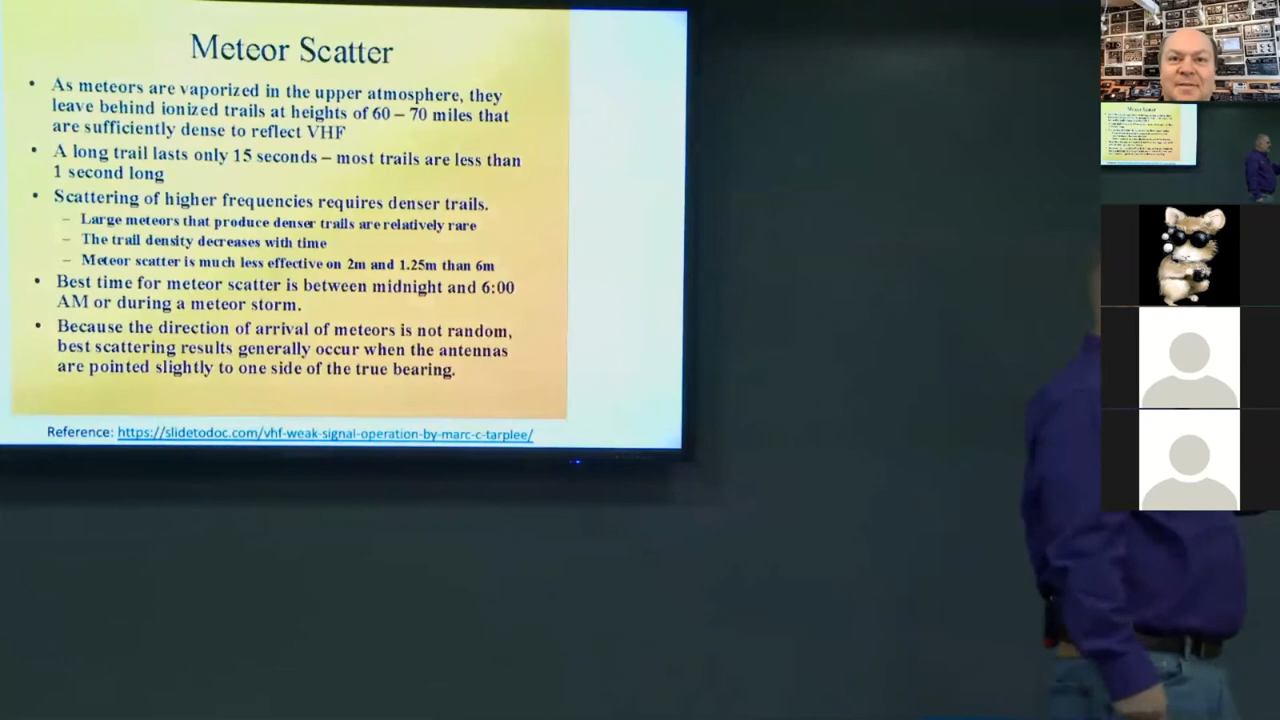 Meteor Scatter
• As meteors are vaporized in the upper atmosphere, they
leave behind ionized trails at heights of 60 – 70 miles that
are sufficiently dense to reflect VHF
• A long trail lasts only 15 seconds – most trails are less than
1 second long
• Scattering of higher frequencies requires denser trails.
– Large meteors that produce denser trails are relatively rare
– The trail density decreases with time
– Meteor scatter is much less effective on 2m and 1.25m than 6m
• Best time for meteor scatter is between midnight and 6:00
AM or during a meteor storm.
• Because the direction of arrival of meteors is not random,
best scattering results generally occur when the antennas
are pointed slightly to one side of the true bearing.
Reference: https://slidetodoc.com/vhf-weak-signal-operation-by-marc-c-tarplee/
Meteor Scatter